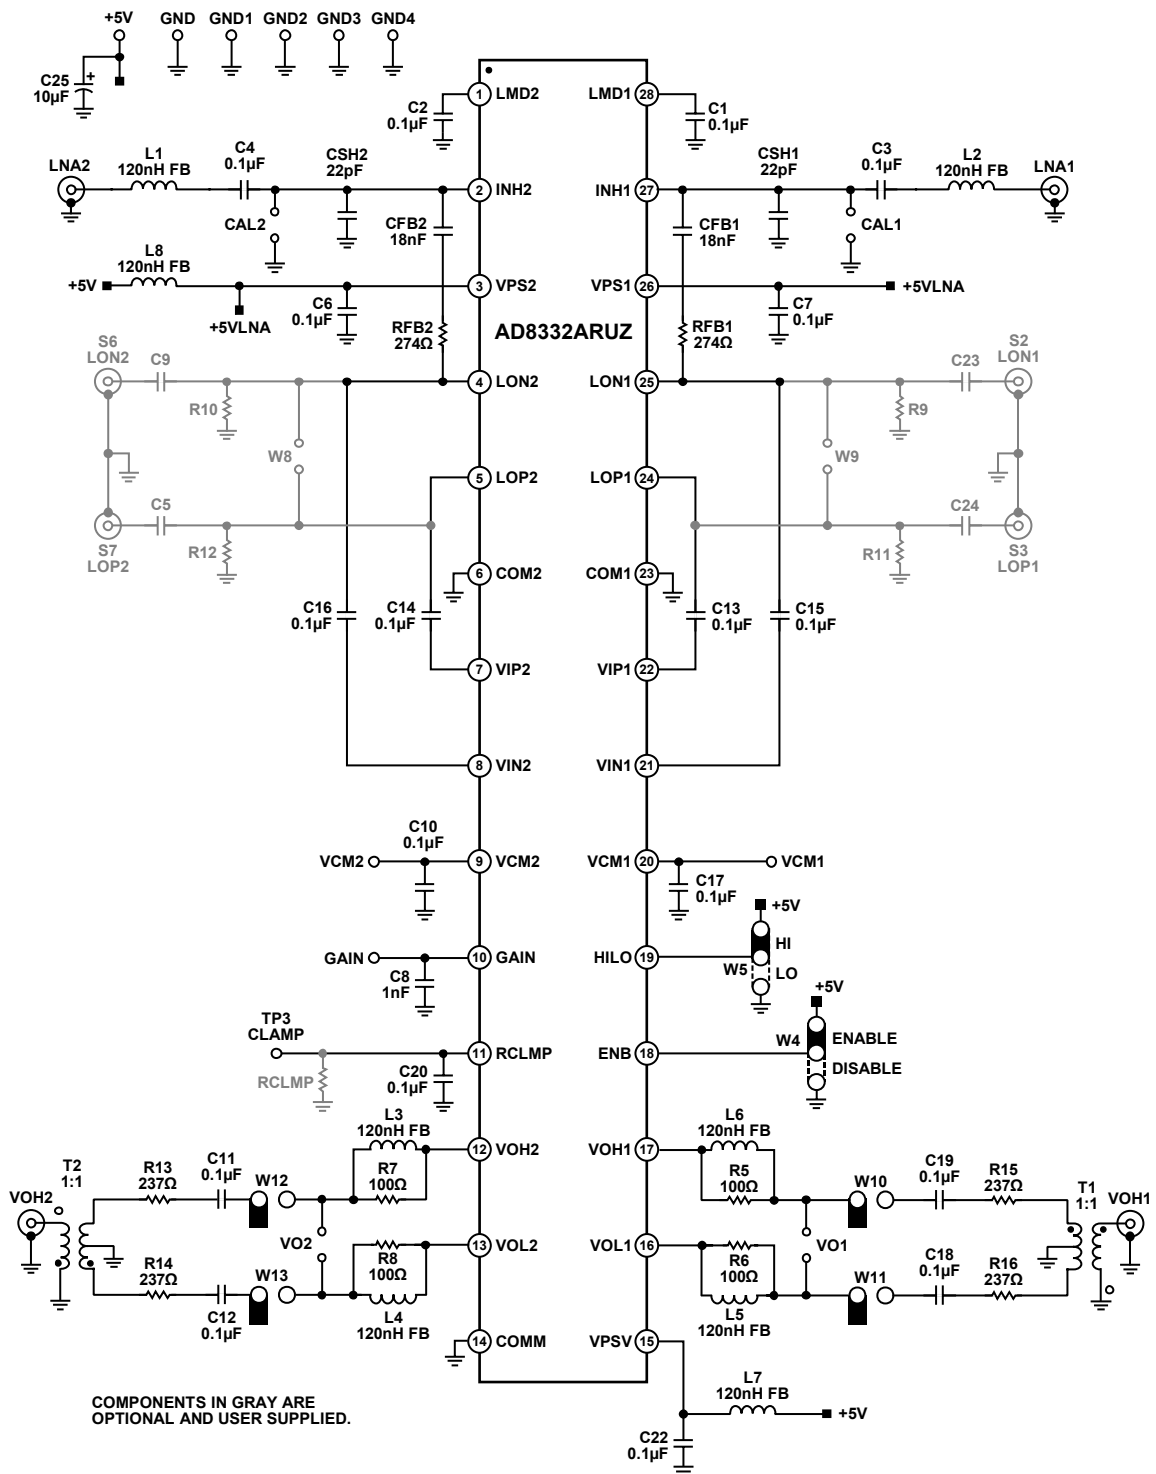 +5V GND GND1 GND2 GND3 GND4
C25
10µF
+
C2
0.1µF
1 LMD2
LMD1 28
C1
0.1µF
LNA2
L1
120nH FB
C4
0.1µF
CSH2
22pF
CAL2
CFB2
18nF
2 INH2
INH1 27
CFB1
18nF
CSH1
22pF
C3
0.1µF
L2
120nH FB
LNA1
CAL1
L8
120nH FB
+5V
+5VLNA
C6
0.1µF
3 VPS2
VPS1 26
C7
0.1µF
+5VLNA
RFB2
274Ω
AD8332ARUZ
RFB1
274Ω
S6
LON2
C9
R10
W8
4 LON2
LON1 25
C23
S2
LON1
R9
W9
5 LOP2
LOP1 24
C5
R12
S7
LOP2
C24
R11
S3
LOP1
6 COM2
COM1 23
C16
0.1µF
C14
0.1µF
C13
0.1µF
C15
0.1µF
7 VIP2
VIP1 22
8 VIN2
VIN1 21
C10
0.1µF
VCM2
9 VCM2
VCM1 20
VCM1
C17
0.1µF
GAIN
C8
1nF
10 GAIN
HILO 19
+5V
HI
W5
LO
TP3
CLAMP
RCLMP
C20
0.1µF
11 RCLMP
ENB 18
+5V
W4
ENABLE
DISABLE
L3
120nH FB
R7
100Ω
12 VOH2
VOH1 17
L6
120nH FB
R5
100Ω
VOH2
T2
1:1
R13
237Ω
C11
0.1µF
W12
VO2
W10
C19
0.1µF
R15
237Ω
T1
1:1
VOH1
VO1
R14
237Ω
C12
0.1µF
W13
R8
100Ω
L4
120nH FB
13 VOL2
VOL1 16
R6
100Ω
L5
120nH FB
W11
C18
0.1µF
R16
237Ω
14 COMM
VPSV 15
L7
120nH FB
+5V
C22
0.1µF
COMPONENTS IN GRAY ARE
OPTIONAL AND USER SUPPLIED.